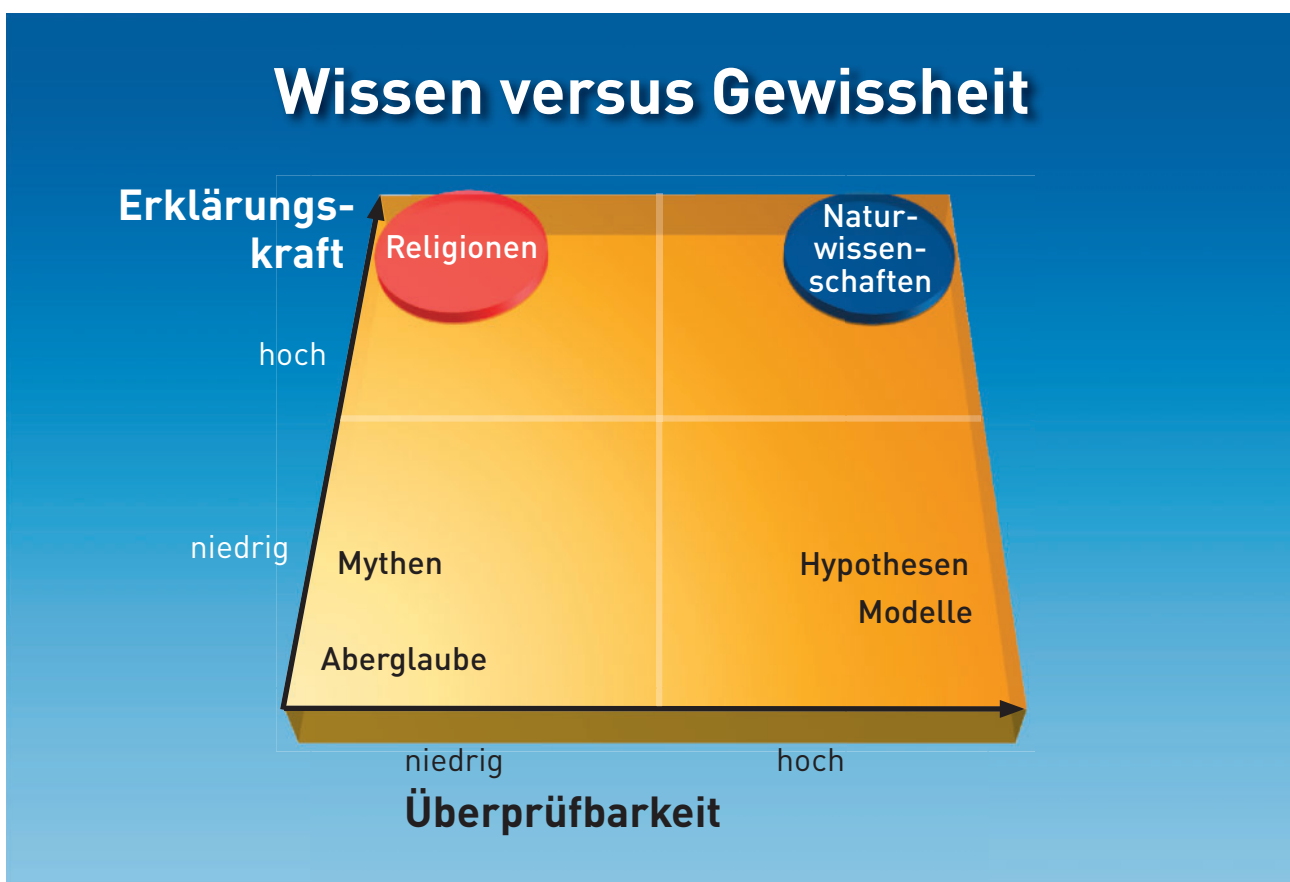 Wissen versus Gewissheit
Erklärungs-
kraft
Religionen
Natur-
wissen-
schaften
hoch
niedrig
Mythen
Hypothesen
Modelle
Aberglaube
niedrig
hoch
Überprüfbarkeit